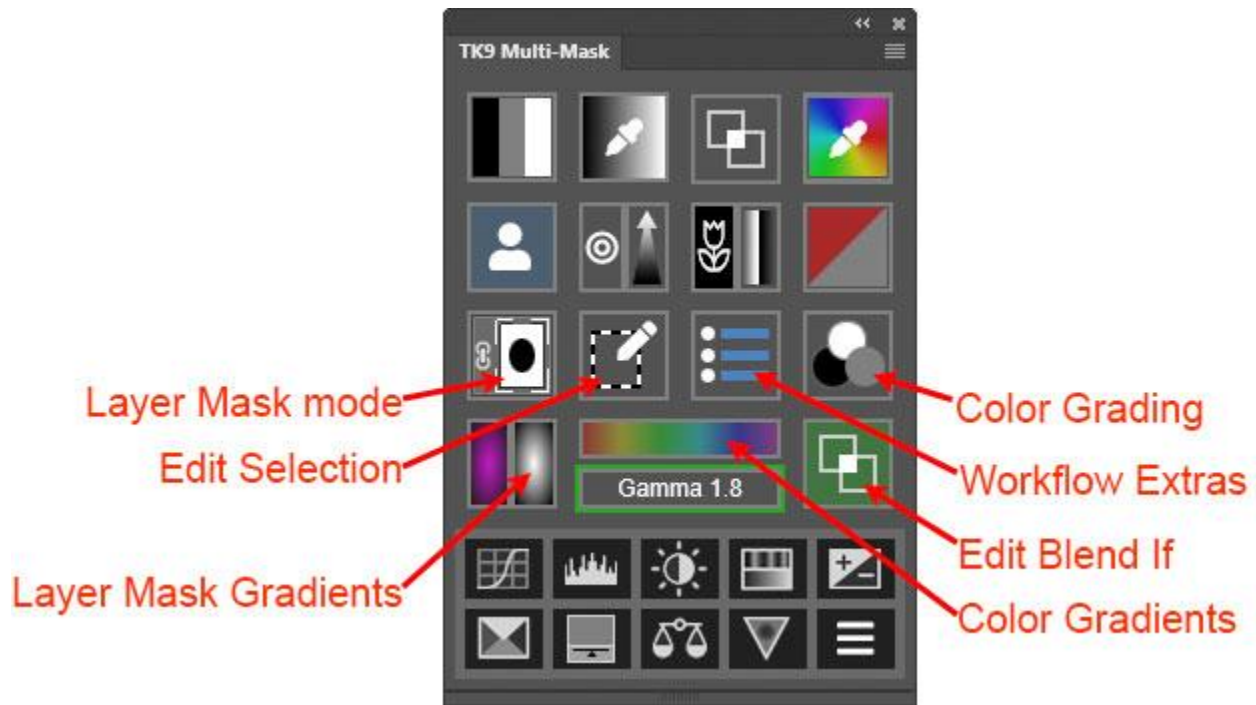 TK9 Multi-Mask
Layer Mask mode
Edit Selection
Layer Mask Gradients
Gamma 1.8
Color Grading
Workflow Extras
Edit Blend If
Color Gradients